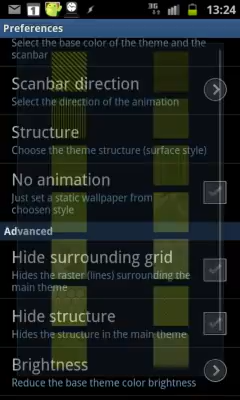 1
3G
13:24
Preferences
Select the base color of the theme and the
scanbar
Scanbar direction
Select the direction of the animation
Structure
Choose the theme structure (surface style)
No animation
Just set a static wallpaper from
choosen style
Advanced
Hide surrounding grid
Hides the raster (lines) surrounding the
main theme
Hide structure
Hides the structure in the main theme
Brightness
Reduce the base theme color brightness